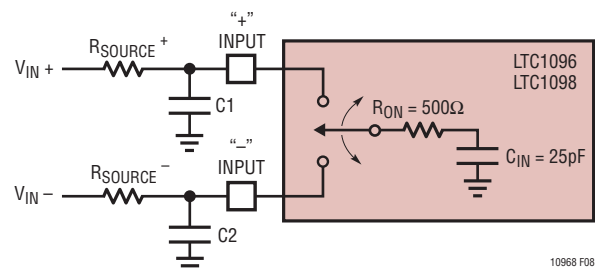 VIN +
RSOURCE +
“+”
INPUT
C1
LTC1096
LTC1098
RON = 500Ω
CIN = 25pF
VIN –
RSOURCE –
“–”
INPUT
C2
10968 F08